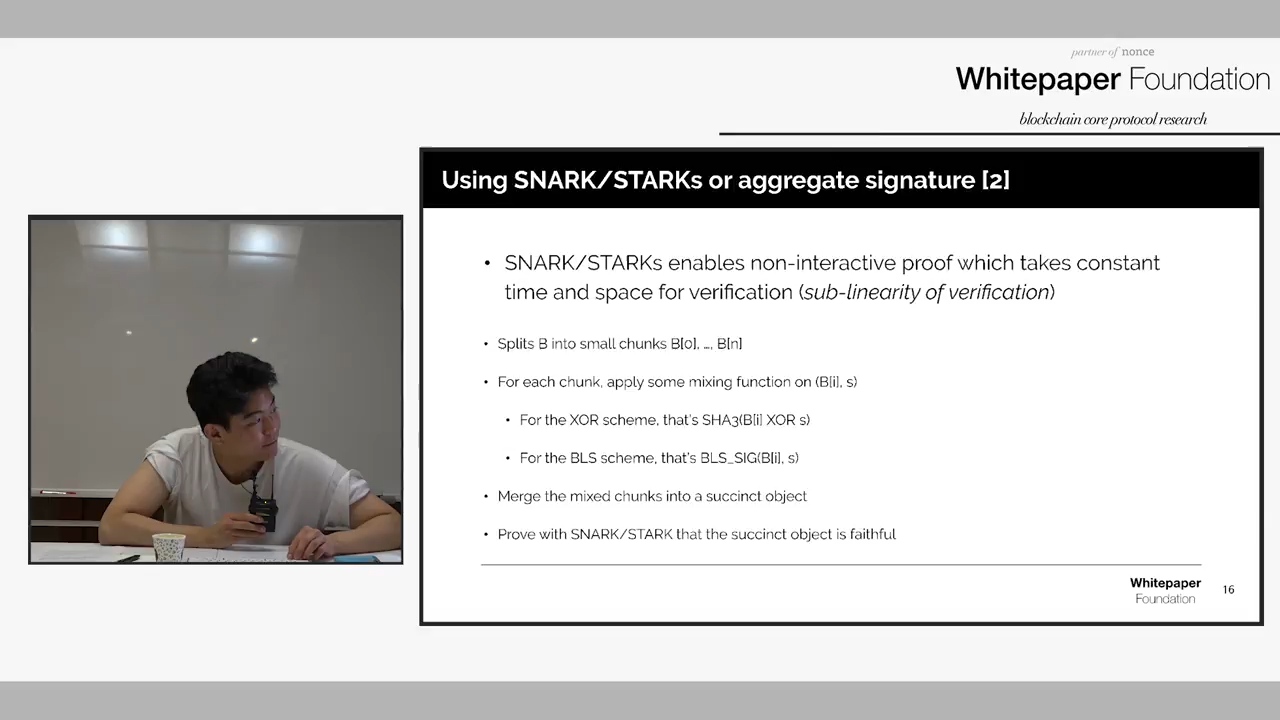 partner of nonce
Whitepaper Foundation
blockchain core protocol research
Using SNARK/STARKs or aggregate signature [2]
• SNARK/STARKs enables non-interactive proof which takes constant
time and space for verification (sub-linearity of verification)
• Splits B into small chunks B[0], …, B[n]
• For each chunk, apply some mixing function on (B[i], s)
• For the XOR scheme, that's SHA3(B[i] XOR s)
• For the BLS scheme, that's BLS_SIG(B[i], s)
• Merge the mixed chunks into a succinct object
• Prove with SNARK/STARK that the succinct object is faithful
Whitepaper
Foundation
16